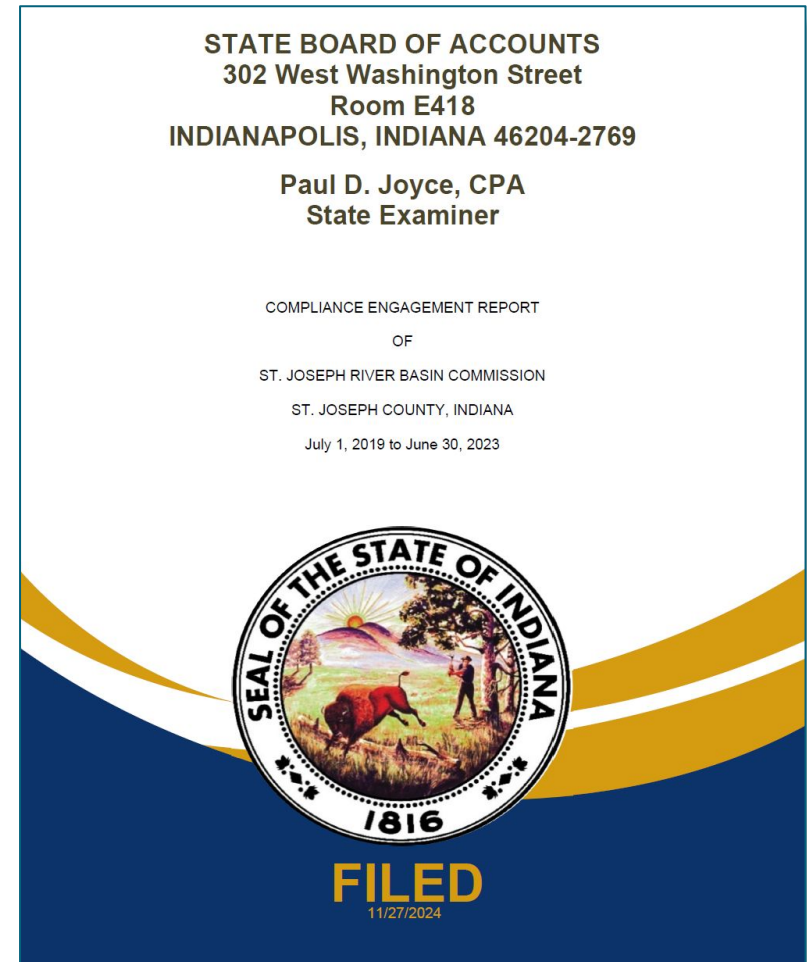 STATE BOARD OF ACCOUNTS
302 West Washington Street
Room E418
INDIANAPOLIS, INDIANA 46204-2769
Paul D. Joyce, CPA
State Examiner
COMPLIANCE ENGAGEMENT REPORT
OF
ST. JOSEPH RIVER BASIN COMMISSION
ST. JOSEPH COUNTY, INDIANA
July 1, 2019 to June 30, 2023
SEAL OF THE STATE OF INDIANA
1816
FILED
11/27/2024